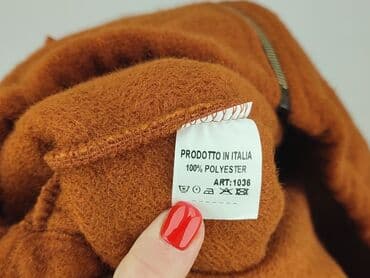 PRODOTTO IN ITALIA
100% POLYESTER
ART:1036